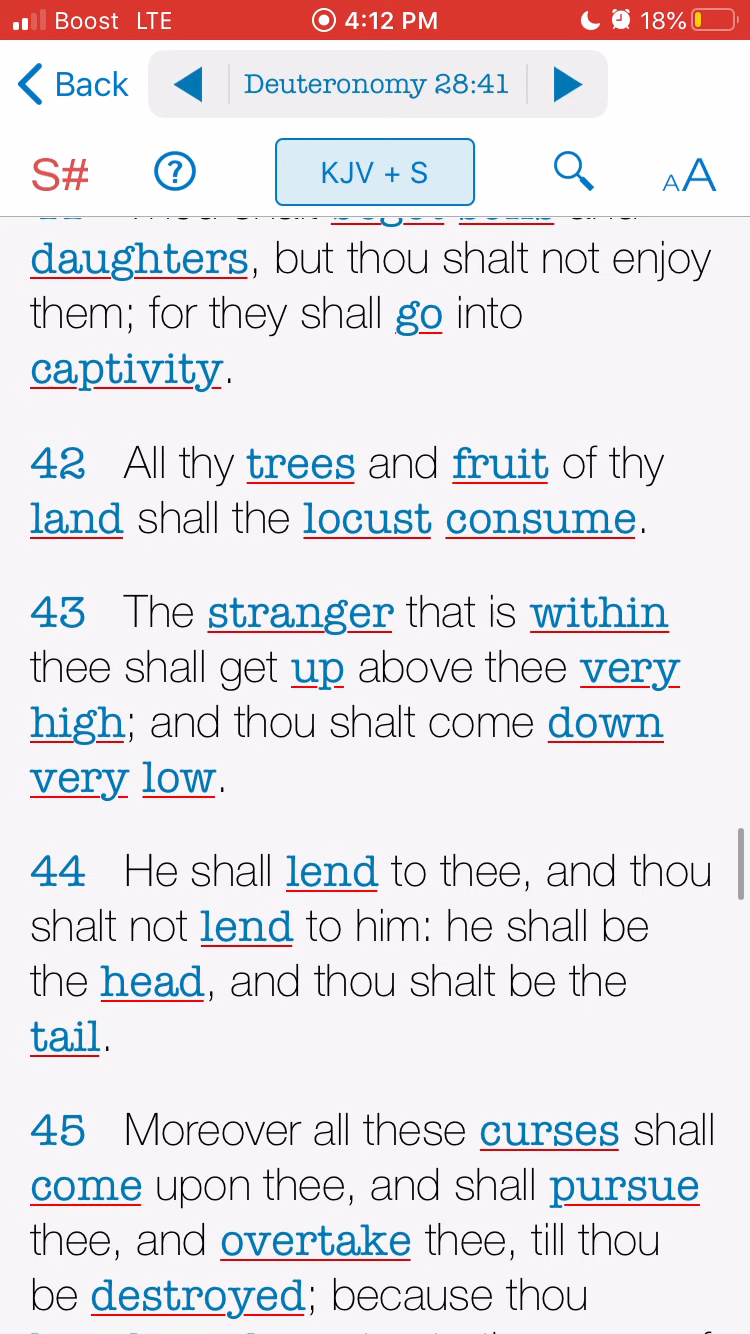 Boost LTE 4:12 PM 18%
Back Deuteronomy 28:41
S# ? KJV + S AA
daughters, but thou shalt not enjoy
them; for they shall go into
captivity.
42 All thy trees and fruit of thy
land shall the locust consume.
43 The stranger that is within
thee shall get up above thee very
high; and thou shalt come down
very low.
44 He shall lend to thee, and thou
shalt not lend to him: he shall be
the head, and thou shalt be the
tail.
45 Moreover all these curses shall
come upon thee, and shall pursue
thee, and overtake thee, till thou
be destroyed; because thou